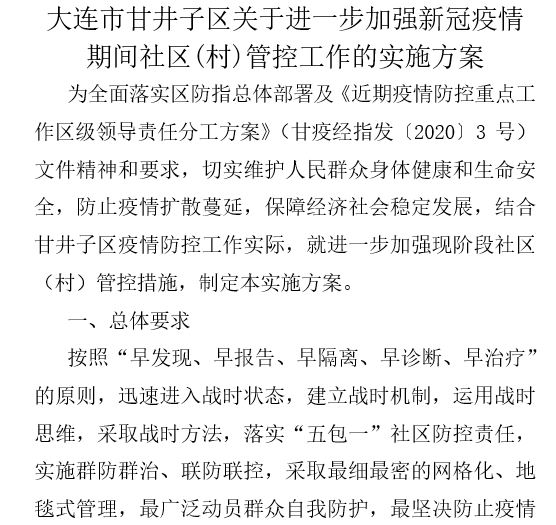 大连市甘井子区关于进一步加强新冠疫情
期间社区(村)管控工作的实施方案
为全面落实区防指总体部署及《近期疫情防控重点工
作区级领导责任分工方案》（甘疫经指发〔2020〕3 号）
文件精神和要求，切实维护人民群众身体健康和生命安
全，防止疫情扩散蔓延，保障经济社会稳定发展，结合
甘井子区疫情防控工作实际，就进一步加强现阶段社区
（村）管控措施，制定本实施方案。
一、总体要求
按照“早发现、早报告、早隔离、早诊断、早治疗”
的原则，迅速进入战时状态，建立战时机制，运用战时
思维，采取战时方法，落实“五包一”社区防控责任，
实施群防群治、联防联控，采取最细最密的网格化、地
毯式管理，最广泛动员群众自我防护，最坚决防止疫情